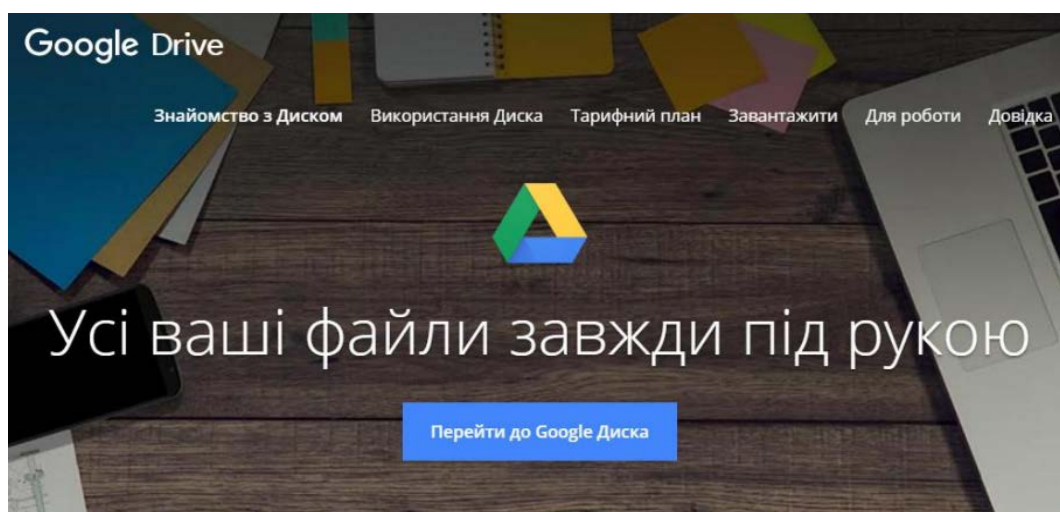 Google Drive
Знайомство з Диском Використання Диска Тарифний план Завантажити Для роботи Довідка
Усі ваші файли завжди під рукою
Перейти до Google Диска